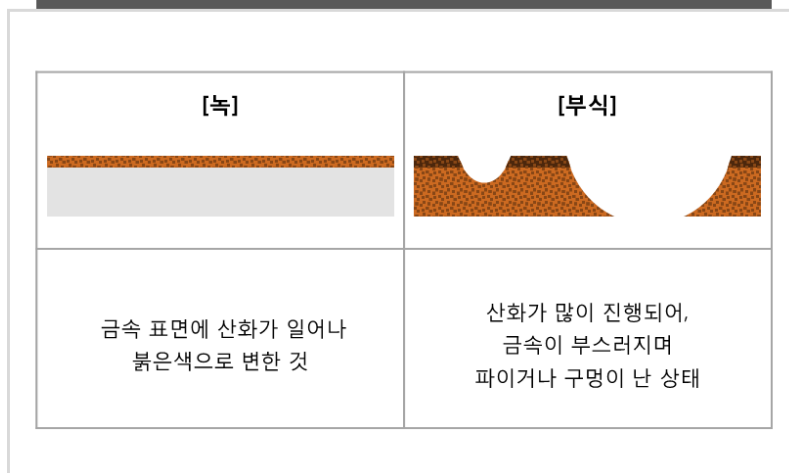 [녹]
[부식]
금속 표면에 산화가 일어나
붉은색으로 변한 것
산화가 많이 진행되어,
금속이 부스러지며
파이거나 구멍이 난 상태